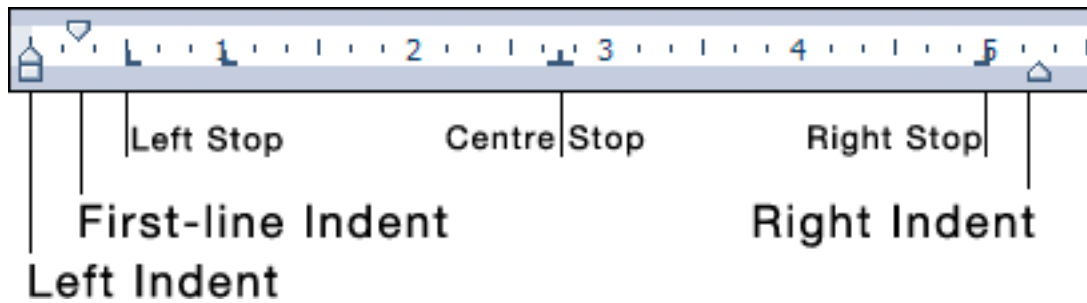 1 2 3 4 5
Left Stop Centre Stop Right Stop
First-line Indent Right Indent
Left Indent